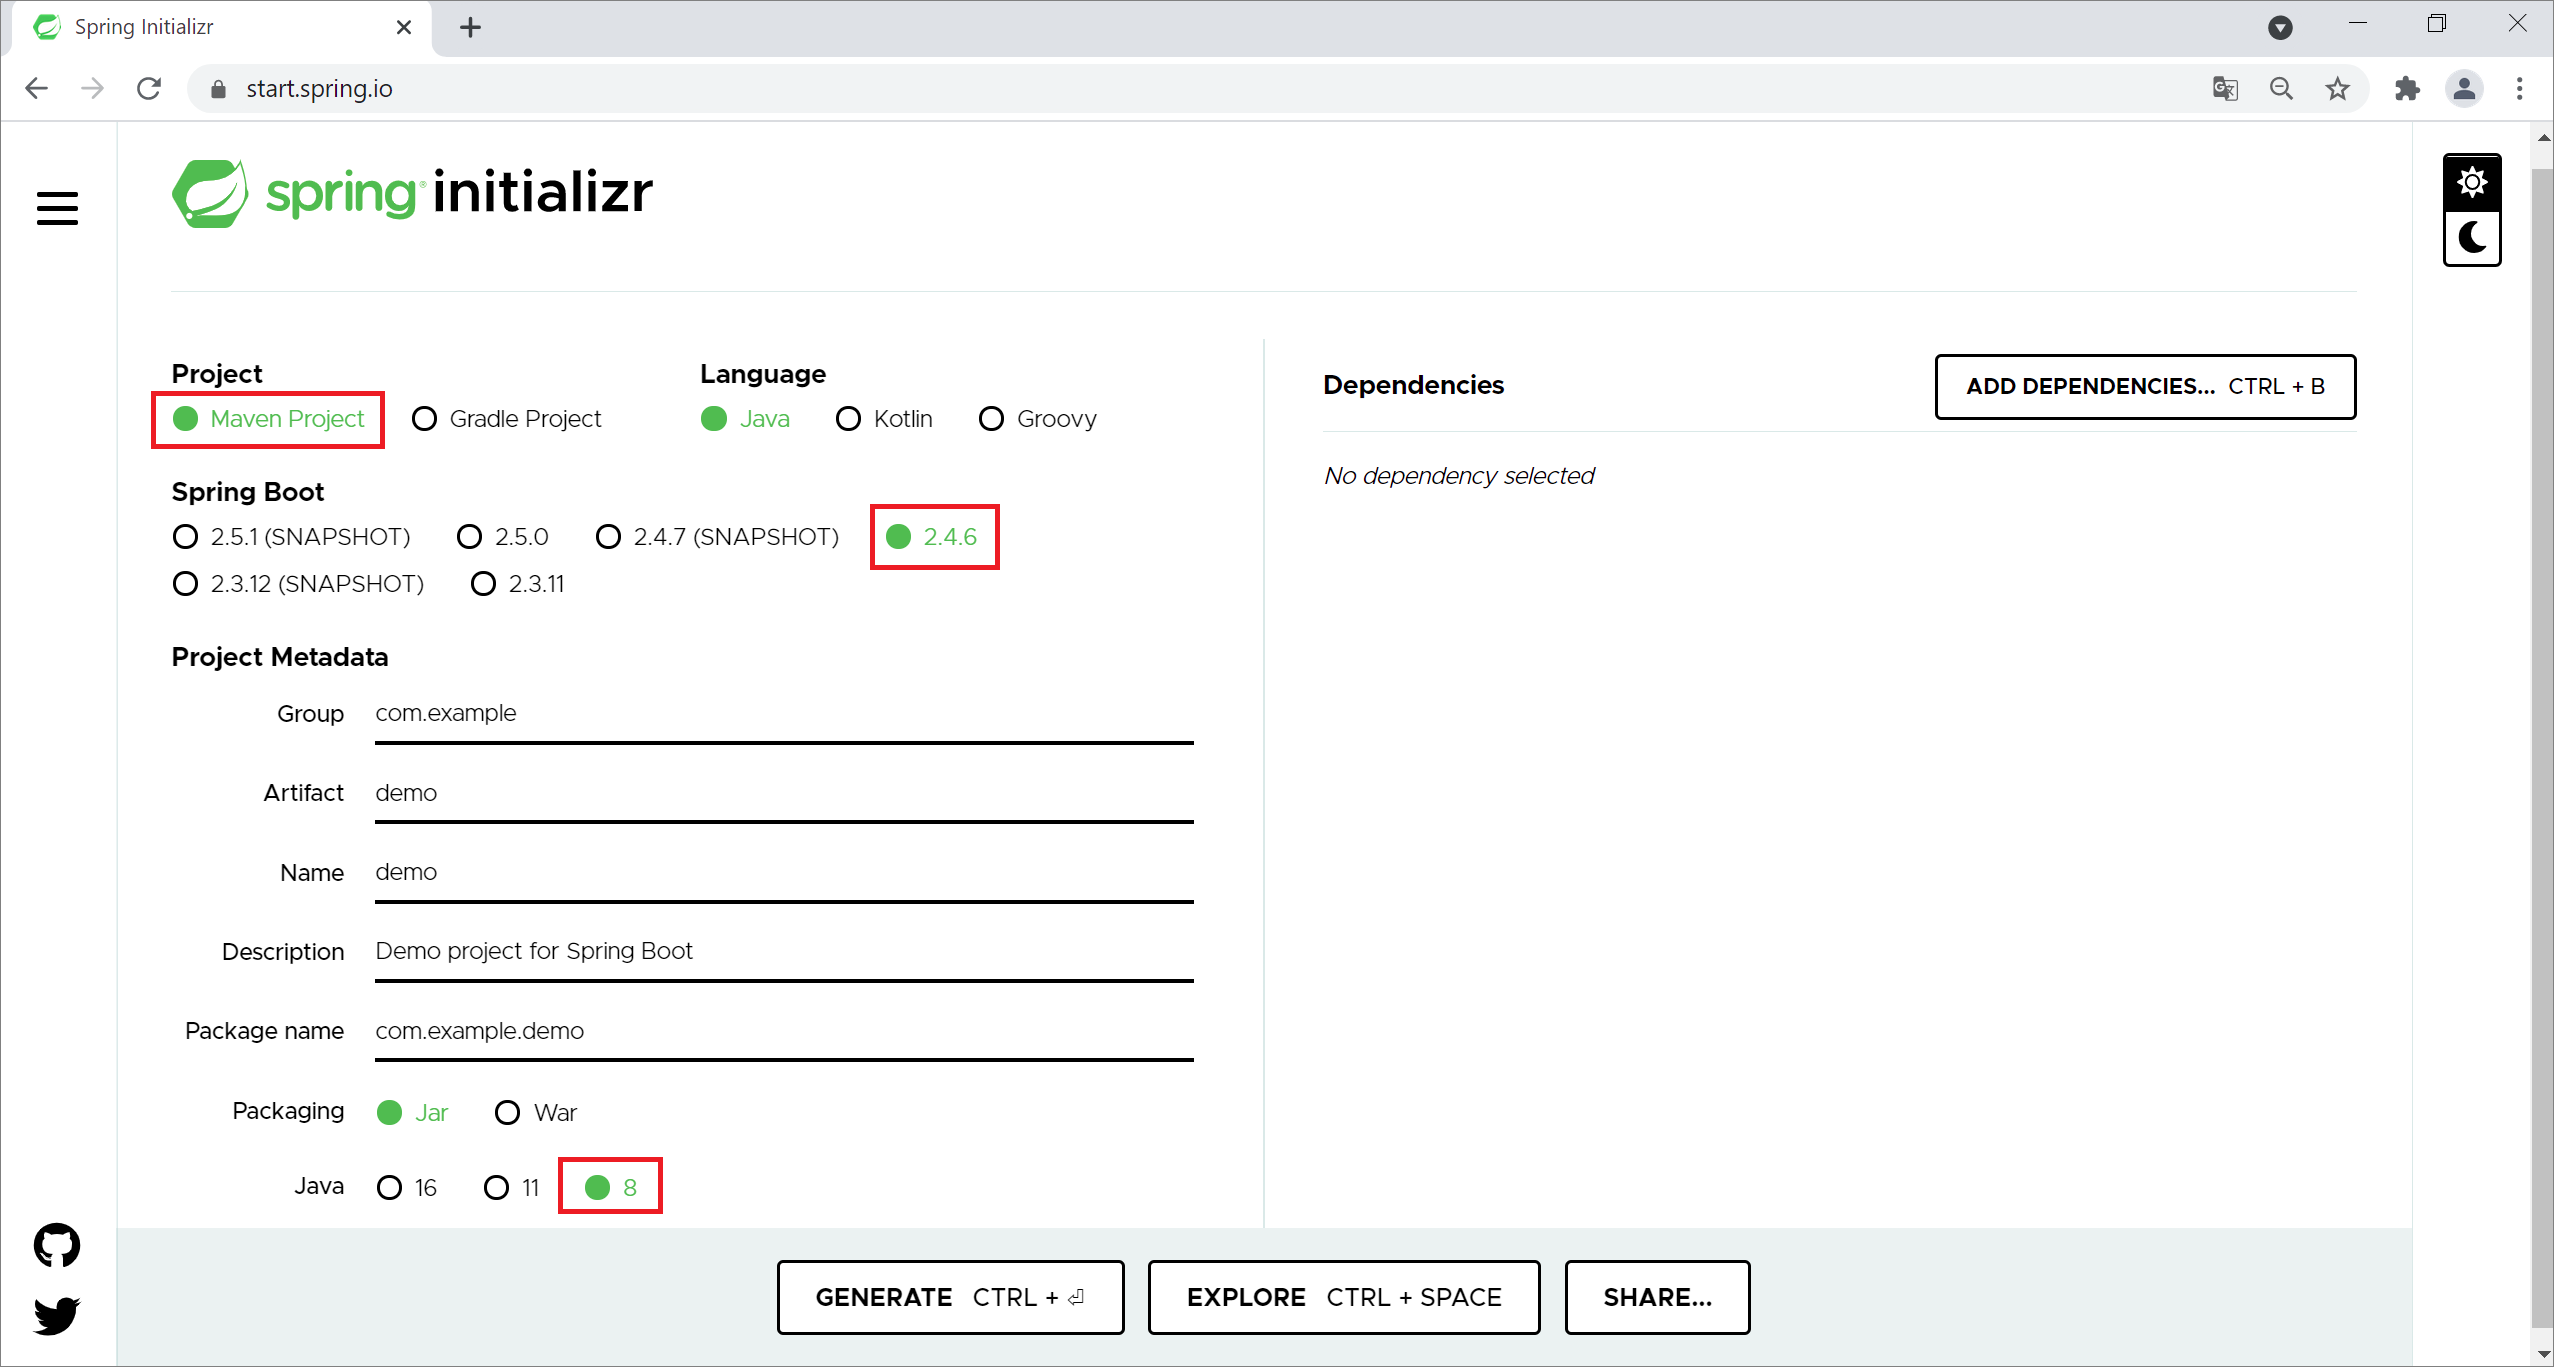 Spring Initializr
start.spring.io
spring® initializr
Project
Maven Project Gradle Project
Language
Java Kotlin Groovy
Spring Boot
2.5.1 (SNAPSHOT) 2.5.0 2.4.7 (SNAPSHOT) 2.4.6
2.3.12 (SNAPSHOT) 2.3.11
Project Metadata
Group com.example
Artifact demo
Name demo
Description Demo project for Spring Boot
Package name com.example.demo
Packaging Jar War
Java 16 11 8
Dependencies
ADD DEPENDENCIES... CTRL + B
No dependency selected
GENERATE CTRL + ⏎
EXPLORE CTRL + SPACE
SHARE...